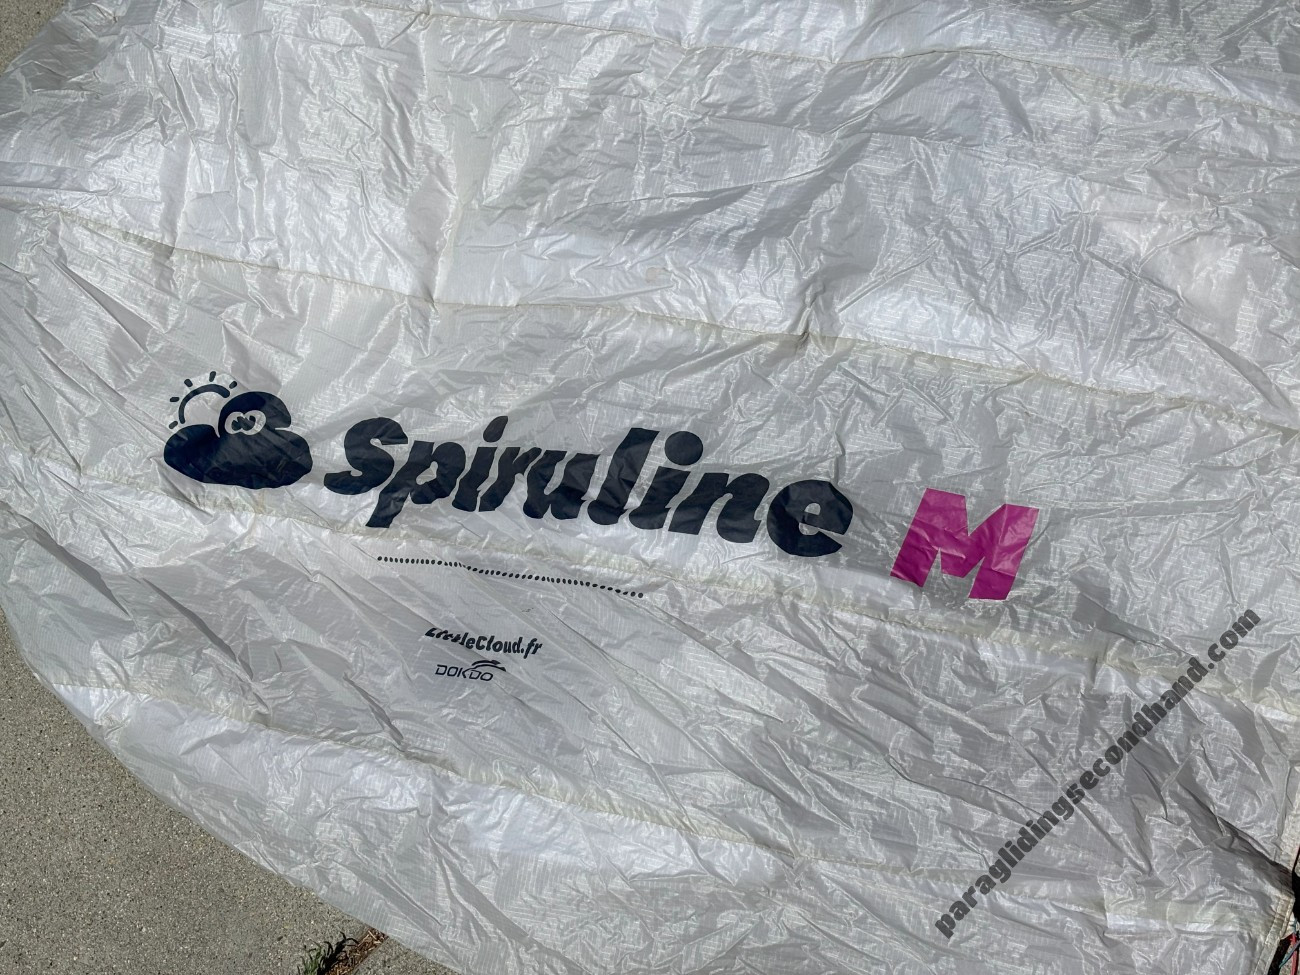 Spiruline M
LittleCloud.fr
DOKDO
paraglidingsecondhand.com